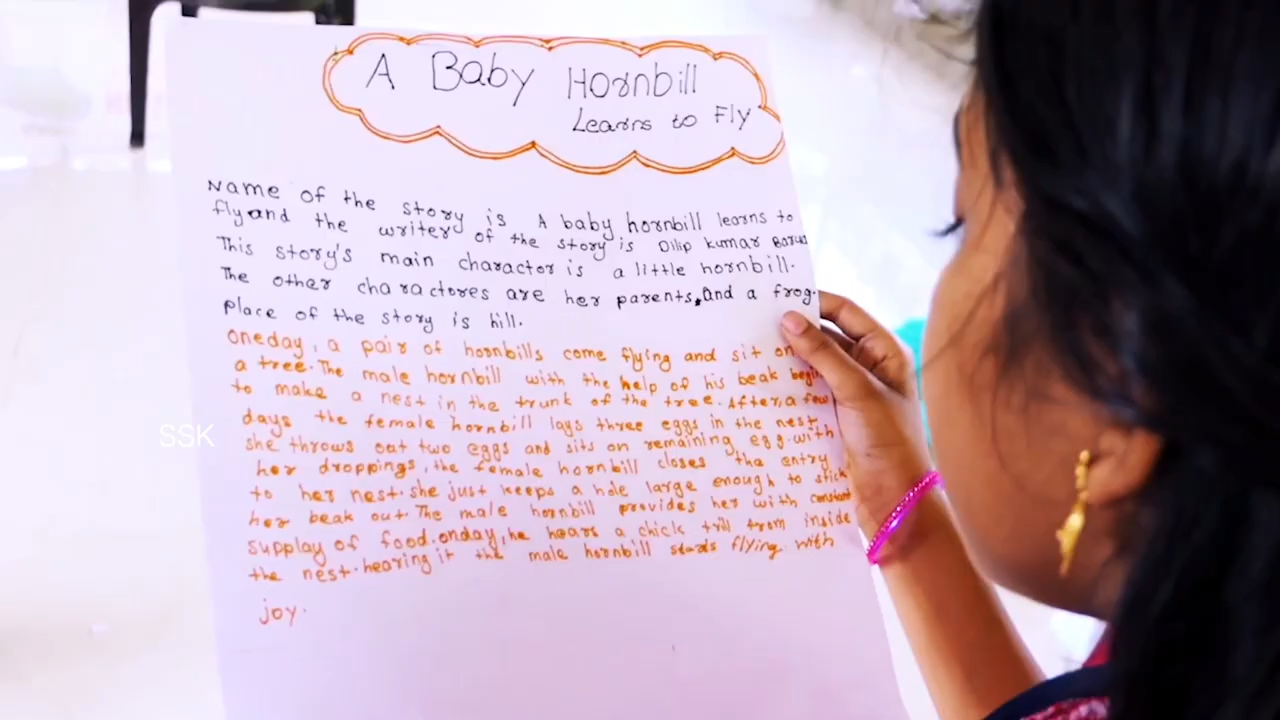 A Baby Hornbill
Learns to Fly
Name of the story is A baby hornbill learns to
fly and the writer of the story is Dilip Kumar Barua
This story's main charactor is a little hornbill.
The other charactores are her parents, and a frog.
place of the story is hill.
oneday, a pair of hornbills come flying and sit on
a tree. The male hornbill with the help of his beak begin
to make a nest in the trunk of the tree. After, a few
days the female hornbill lays three eggs in the nest
she throws out two eggs and sits on remaining egg. with
her droppings, the female hornbill closes the entry
to her nest. she just keeps a hole large enough to stick
her beak out. The male hornbill provides her with constant
supplay of food. onday, he hears a chick trill from inside
the nest. hearing it the male hornbill starts flying with
joy.
SSK